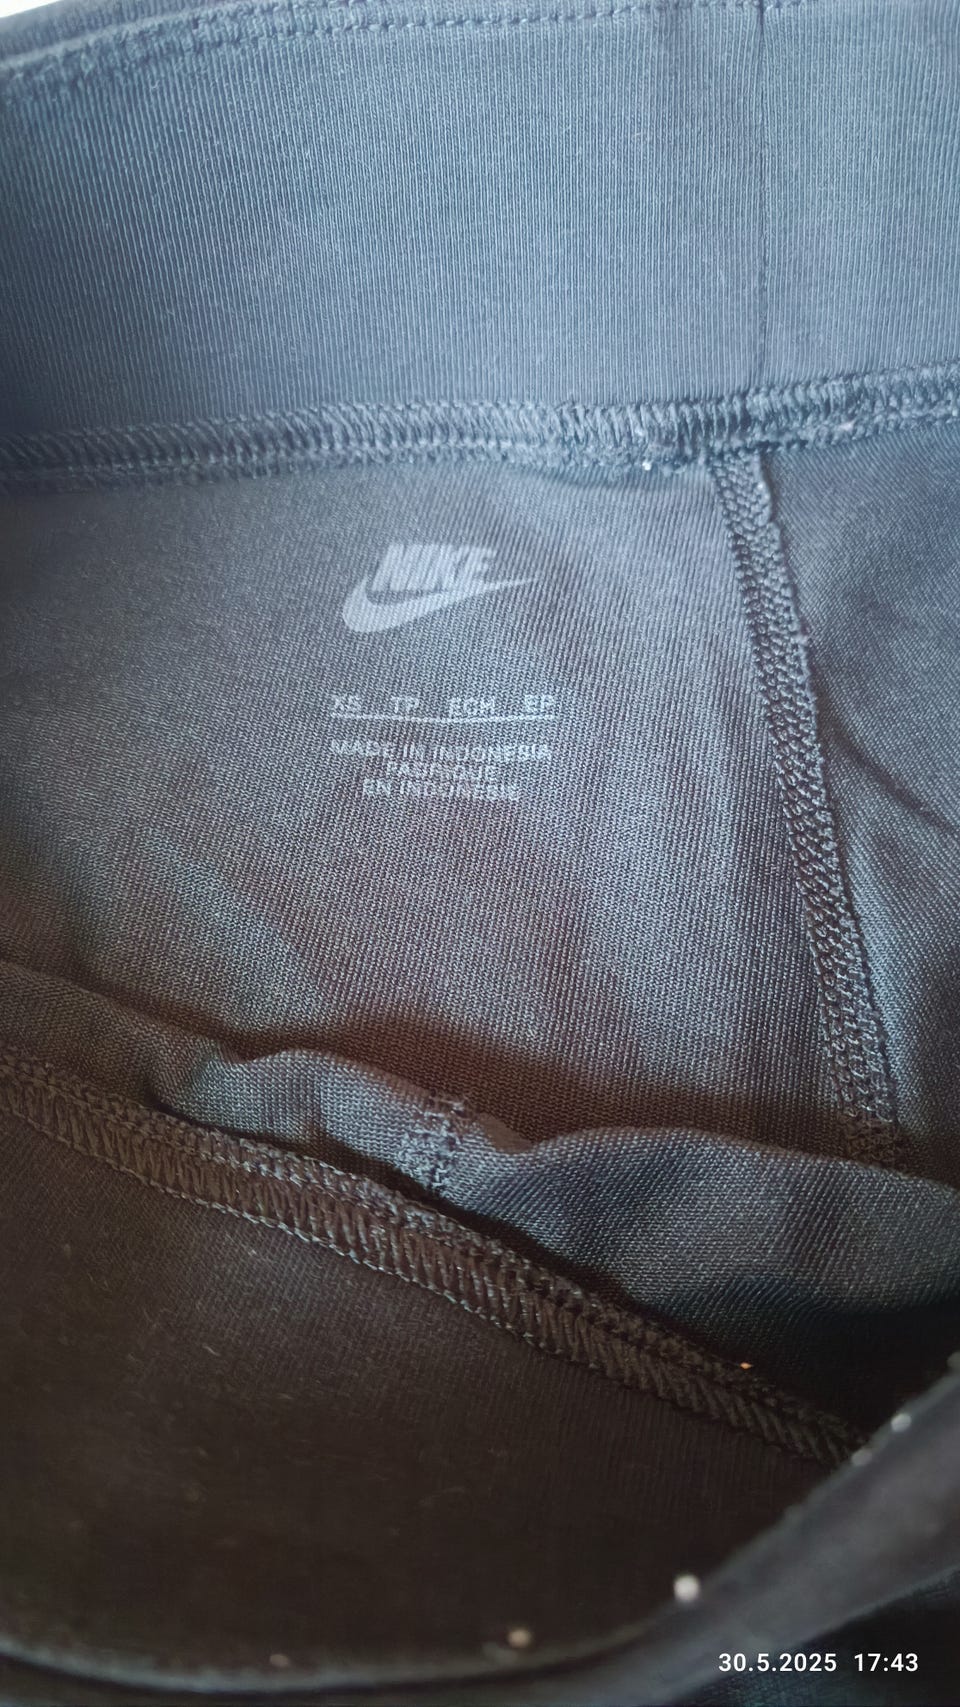 NIKE
XS TP ECH EP
MADE IN INDONESIA
FABRIQUÉ
EN INDONÉSIE
30.5.2025 17:43